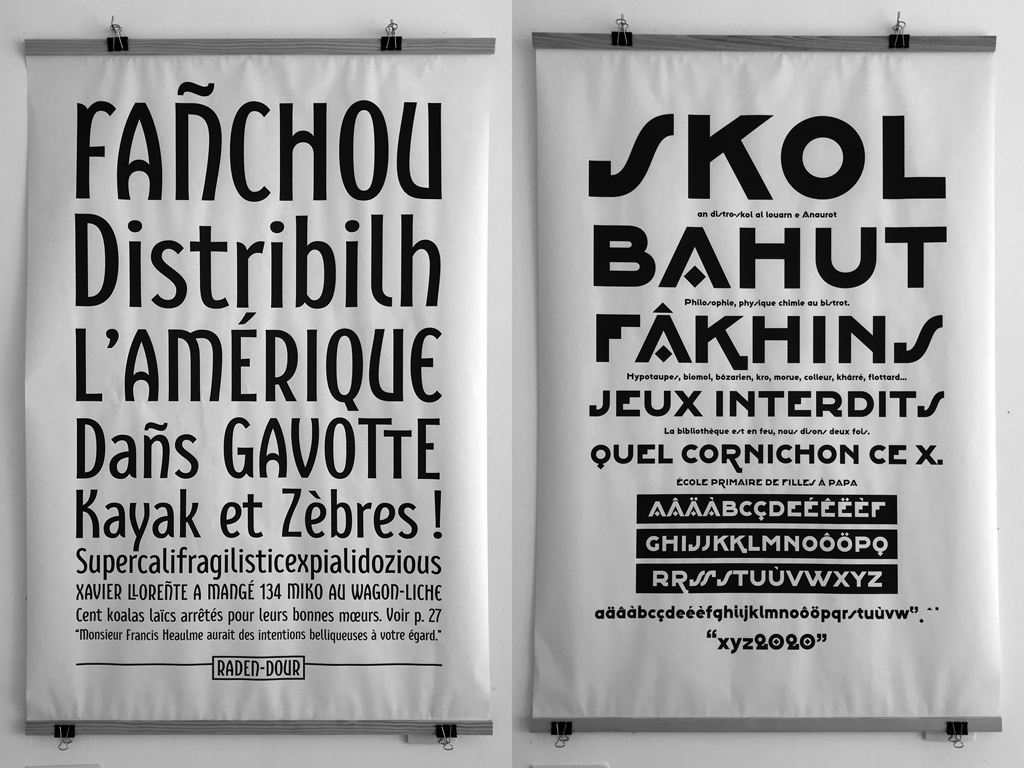 FAÑCHOU
Distribilh
L'AMÉRIQUE
Dañs GAVOTTE
Kayak et Zèbres !
Supercalifragilisticexpialidozious
XAVIER LLOREÑTE A MANGÉ 134 MIKO AU WAGON-LICHE
Cent koalas laïcs arrêtés pour leurs bonnes mœurs. Voir p. 27
"Monsieur Francis Heaulme aurait des intentions belliqueuses à votre égard."
RADEN-DOUR
SKOL
an distro-skol al louarn e Anaurot
BAHUT
Philosophie, physique chimie au bistrot.
FÂKHINS
Hypotaupes, biomol, bôzarien, kro, morue, colleur, khârré, flottard...
JEUX INTERDITS
La bibliothèque est en feu, nous disons deux fois.
QUEL CORNICHON CE X.
ÉCOLE PRIMAIRE DE FILLES À PAPA
AÂÄÀBCÇDEÉÊËÈF
GHIJJKKLMNOÔÖPQ
RRSSSTUÙVWXYZ
aäâàbcçdeéèfghiijklmnoôöpqrstuùvw",^¨
"xyz2020"